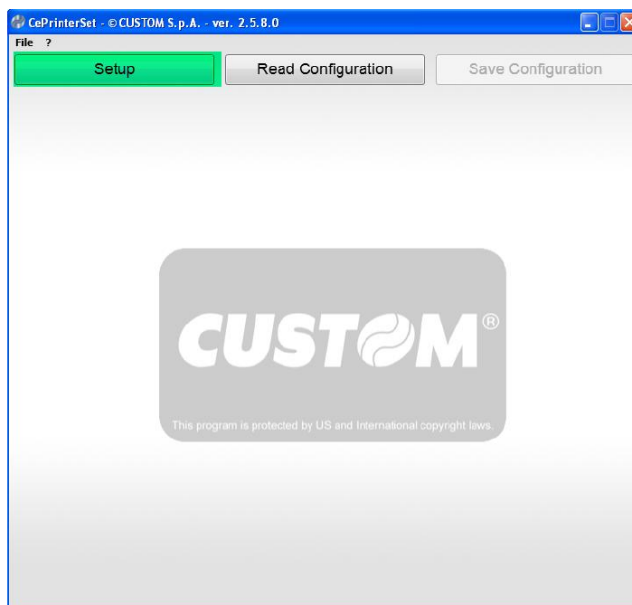 CePrinterSet - © CUSTOM S.p.A. - ver. 2.5.8.0
File ?
Setup Read Configuration Save Configuration
CUSTOM®
This program is protected by US and International copyright laws.